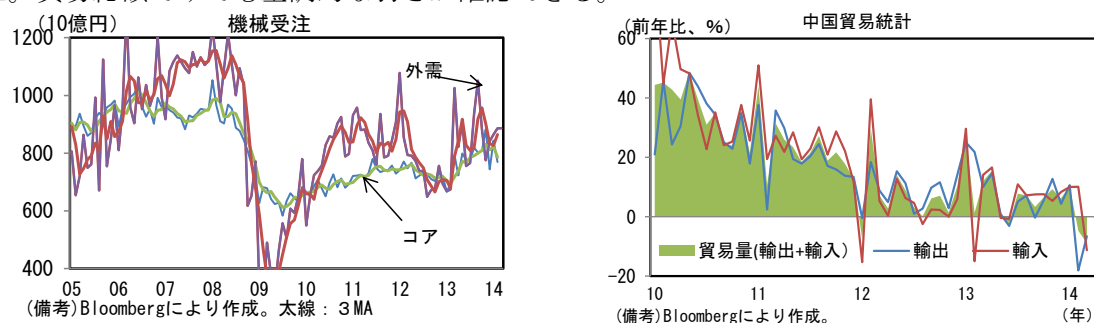 (10億円)
機械受注
1200
1000
800
600
400
外需
コア
05 06 07 08 09 10 11 12 13 14
(備考)Bloombergにより作成。太線：３MA
(前年比、%)
中国貿易統計
60
40
20
0
-20
貿易量(輸出+輸入) 輸出 輸入
10 11 12 13 14
(備考)Bloombergにより作成。
(年)